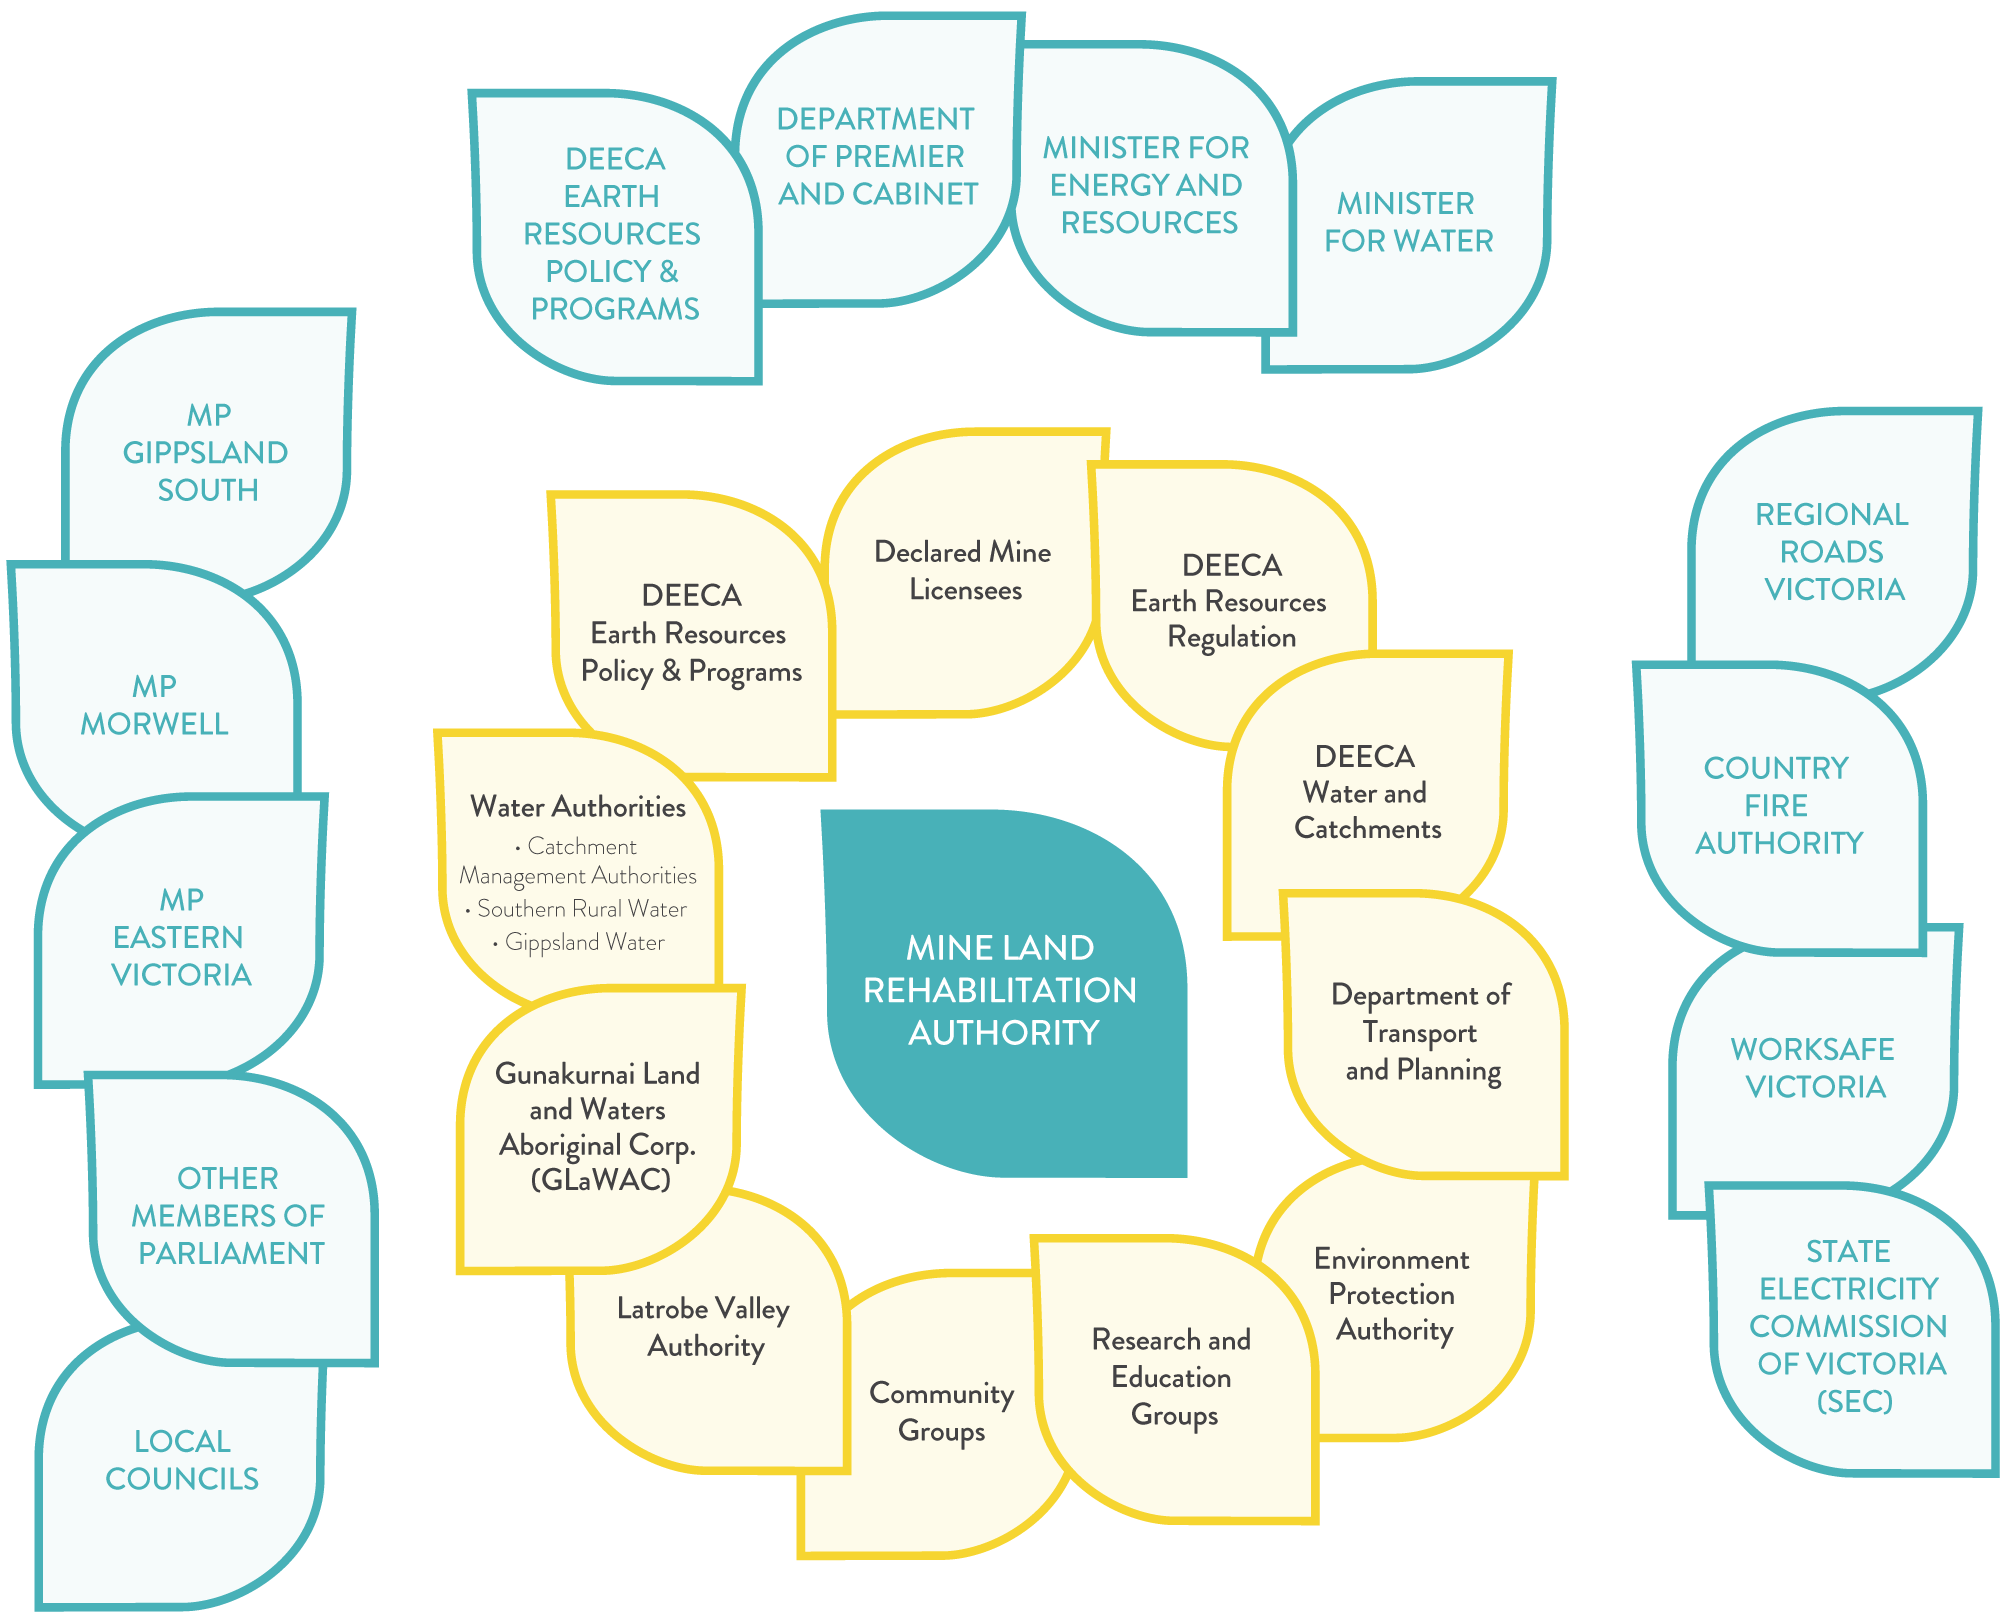 DEECA
EARTH
RESOURCES
POLICY &
PROGRAMS
DEPARTMENT
OF PREMIER
AND CABINET
MINISTER FOR
ENERGY AND
RESOURCES
MINISTER
FOR WATER
MP
GIPPSLAND
SOUTH
MP
MORWELL
MP
EASTERN
VICTORIA
OTHER
MEMBERS OF
PARLIAMENT
LOCAL
COUNCILS
DEECA
Earth Resources
Policy & Programs
Declared Mine
Licensees
DEECA
Earth Resources
Regulation
DEECA
Water and
Catchments
Department of
Transport
and Planning
Environment
Protection
Authority
Research and
Education
Groups
Community
Groups
Latrobe Valley
Authority
Gunakurnai Land
and Waters
Aboriginal Corp.
(GLaWAC)
Water Authorities
• Catchment
Management Authorities
• Southern Rural Water
• Gippsland Water
MINE LAND
REHABILITATION
AUTHORITY
REGIONAL
ROADS
VICTORIA
COUNTRY
FIRE
AUTHORITY
WORKSAFE
VICTORIA
STATE
ELECTRICITY
COMMISSION
OF VICTORIA
(SEC)